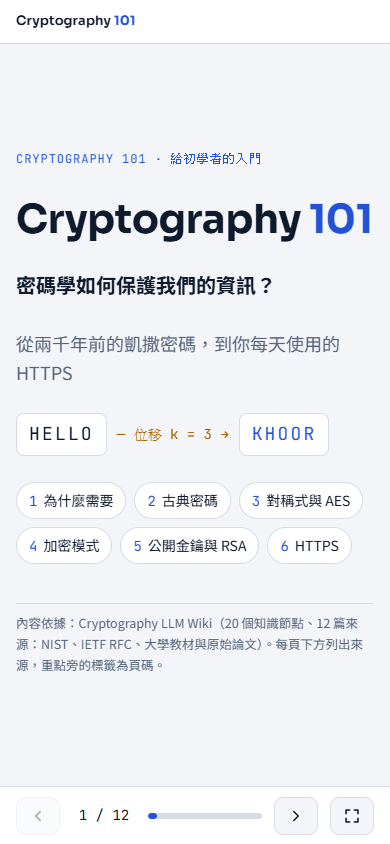 Cryptography 101
CRYPTOGRAPHY 101 · 給初學者的入門
Cryptography 101
密碼學如何保護我們的資訊？
從兩千年前的凱撒密碼，到你每天使用的
HTTPS
HELLO — 位移 k = 3 → KHOOR
1 為什麼需要 2 古典密碼 3 對稱式與 AES
4 加密模式 5 公開金鑰與 RSA 6 HTTPS
內容依據：Cryptography LLM Wiki（20 個知識節點、12 篇來
源：NIST、IETF RFC、大學教材與原始論文）。每頁下方列出來
源，重點旁的標籤為頁碼。
1 / 12